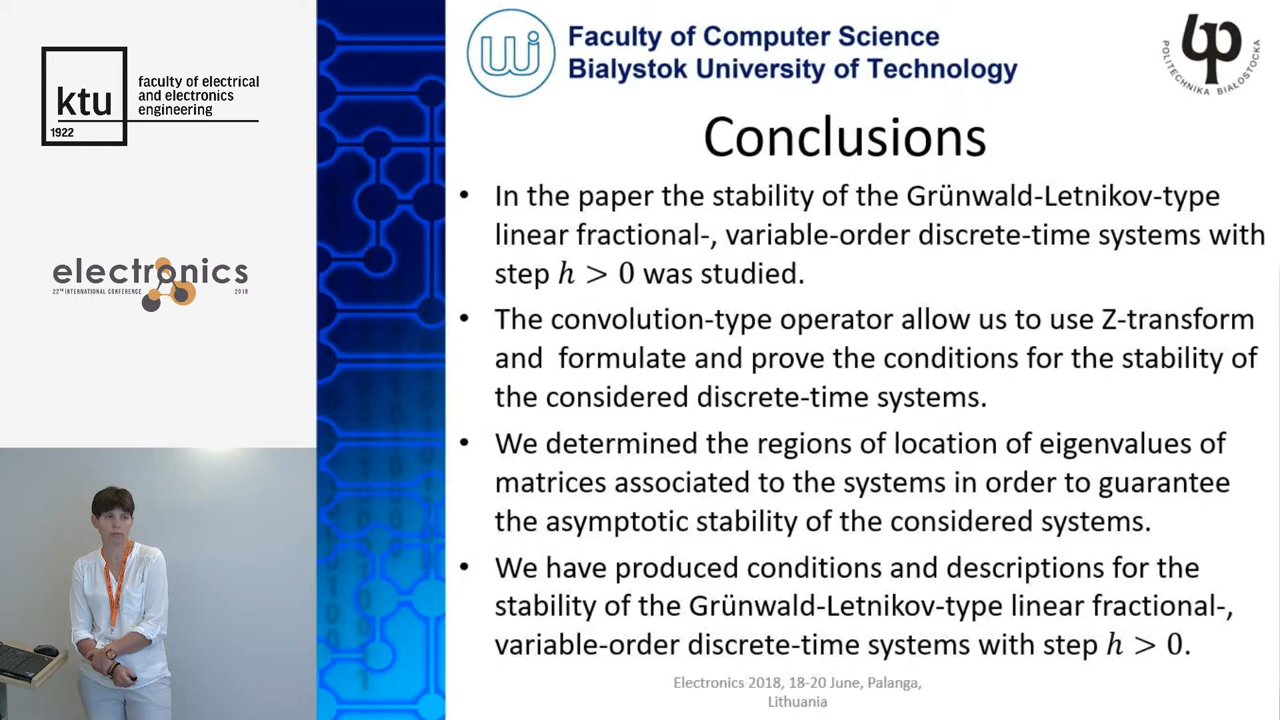 ktu
1922
faculty of electrical
and electronics
engineering
electronics
22ND INTERNATIONAL CONFERENCE 2018
Faculty of Computer Science
Bialystok University of Technology
POLITECHNIKA BIAŁOSTOCKA
Conclusions
• In the paper the stability of the Grünwald-Letnikov-type
linear fractional-, variable-order discrete-time systems with
step h > 0 was studied.
• The convolution-type operator allow us to use Z-transform
and formulate and prove the conditions for the stability of
the considered discrete-time systems.
• We determined the regions of location of eigenvalues of
matrices associated to the systems in order to guarantee
the asymptotic stability of the considered systems.
• We have produced conditions and descriptions for the
stability of the Grünwald-Letnikov-type linear fractional-,
variable-order discrete-time systems with step h > 0.
Electronics 2018, 18-20 June, Palanga,
Lithuania